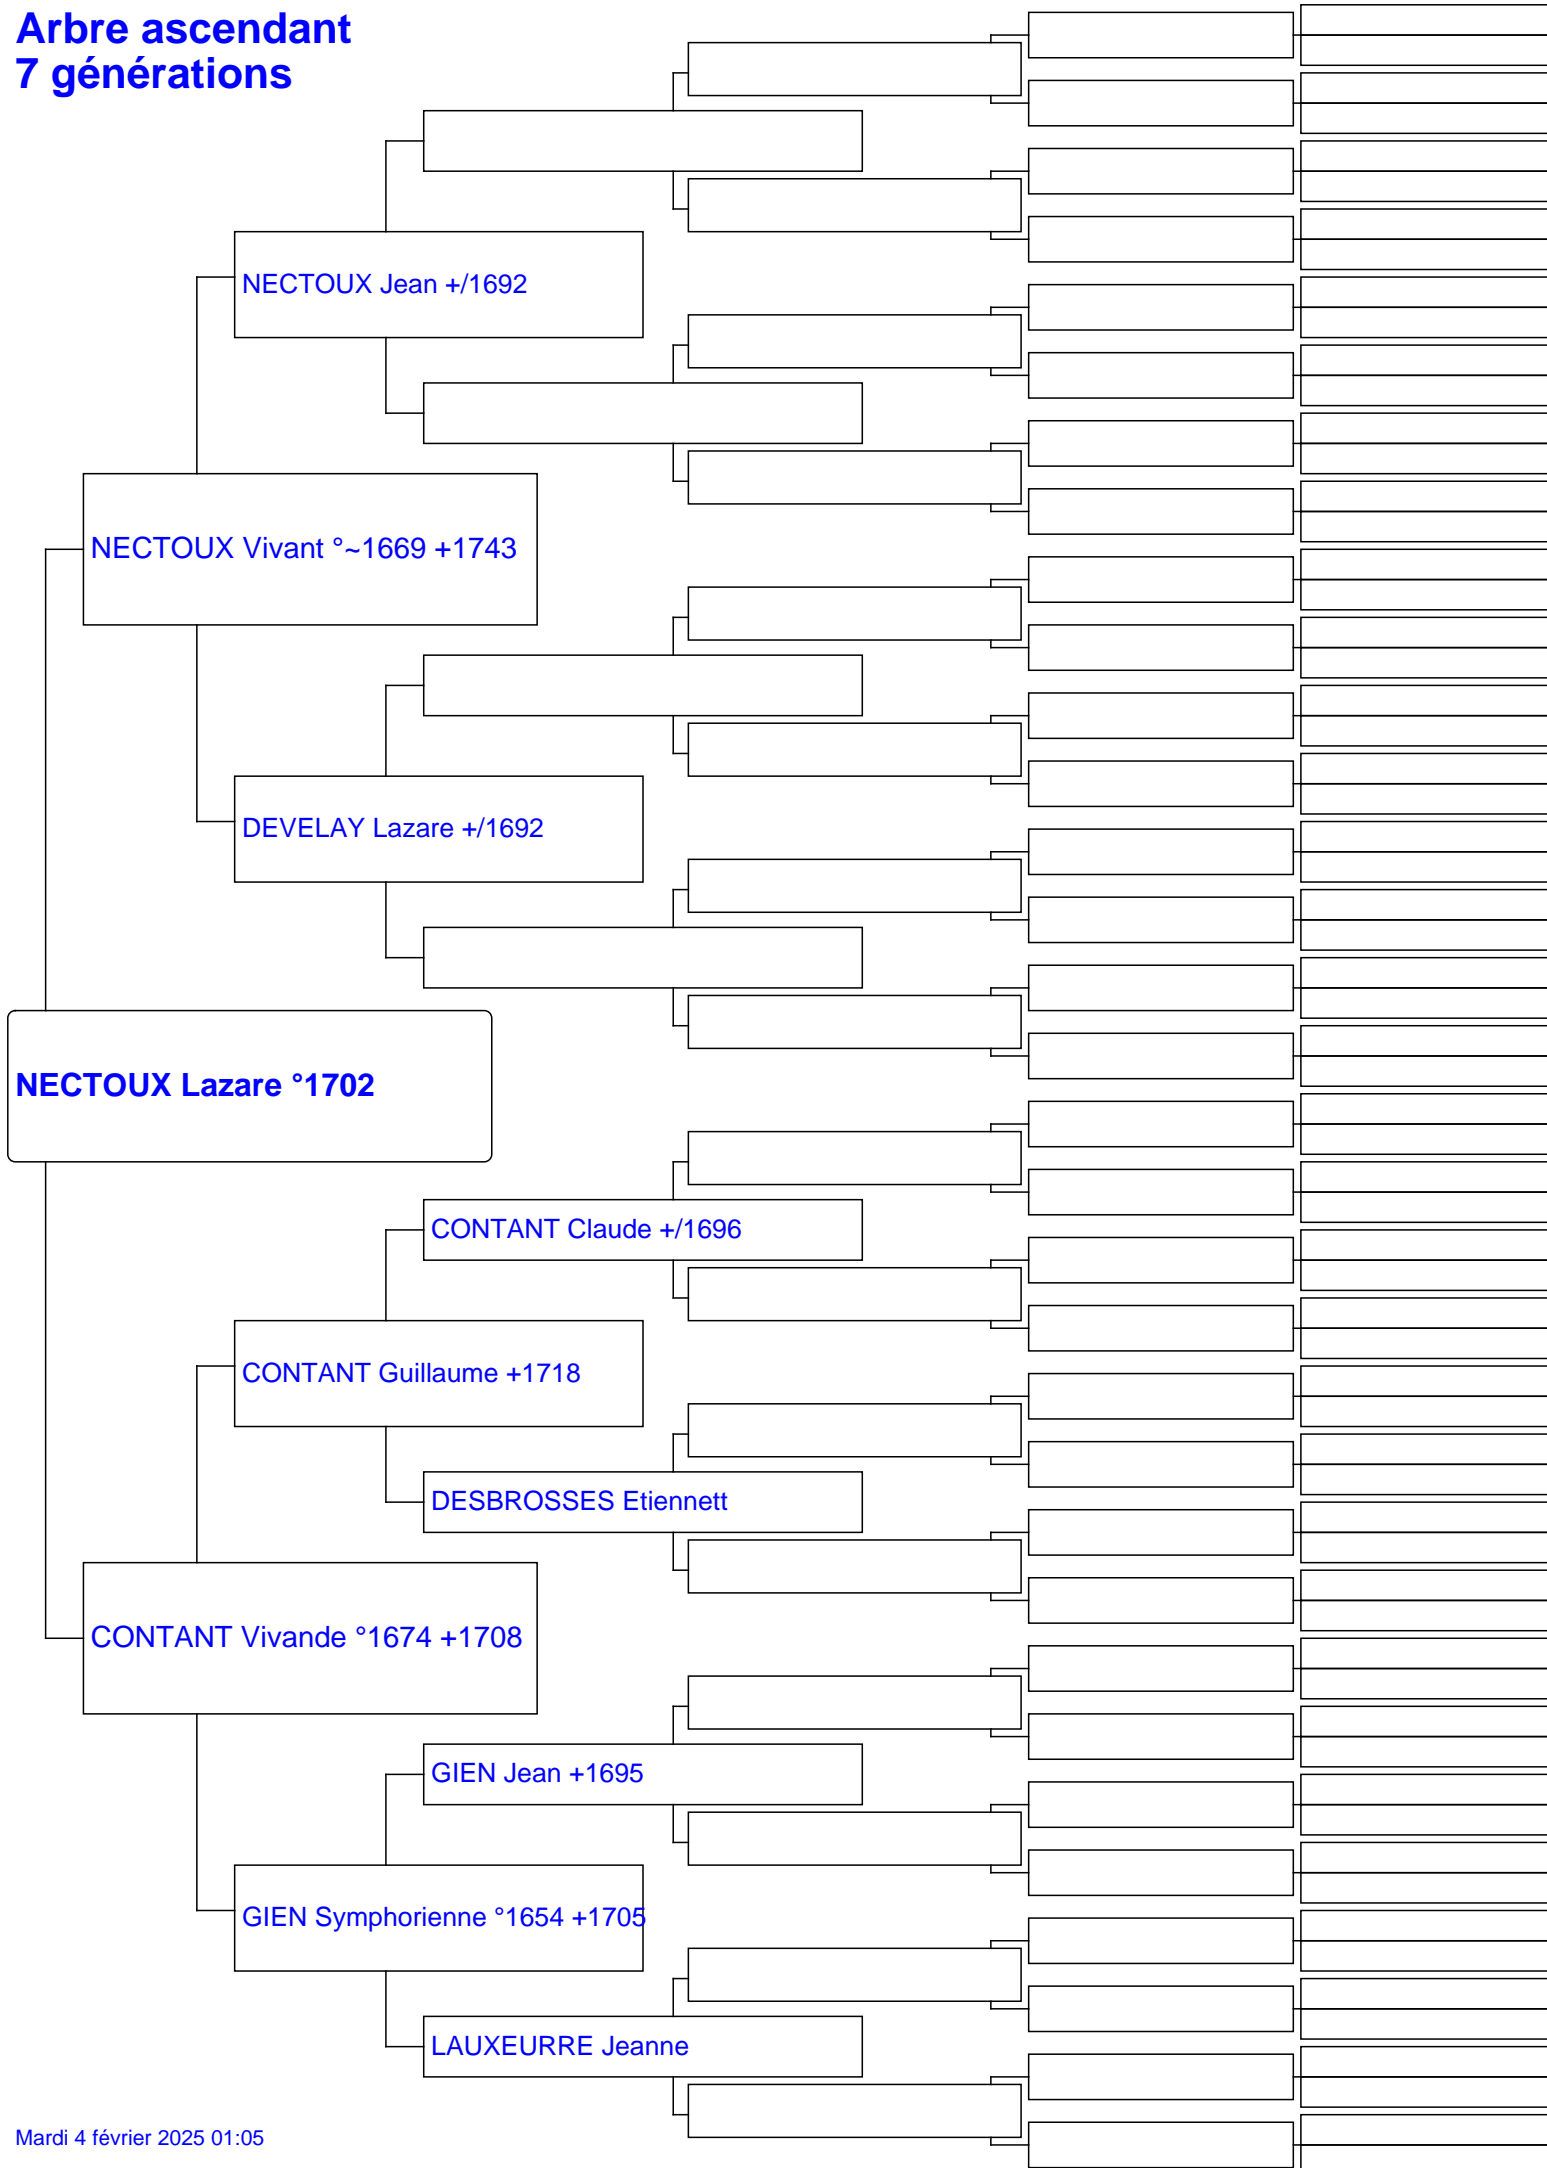 Arbre ascendant
7 générations
NECTOUX Jean +/1692
NECTOUX Vivant °~1669 +1743
DEVELAY Lazare +/1692
NECTOUX Lazare °1702
CONTANT Claude +/1696
CONTANT Guillaume +1718
DESBROSSES Etiennett
CONTANT Vivande °1674 +1708
GIEN Jean +1695
GIEN Symphorienne °1654 +1705
LAUXEURRE Jeanne
Mardi 4 février 2025 01:05